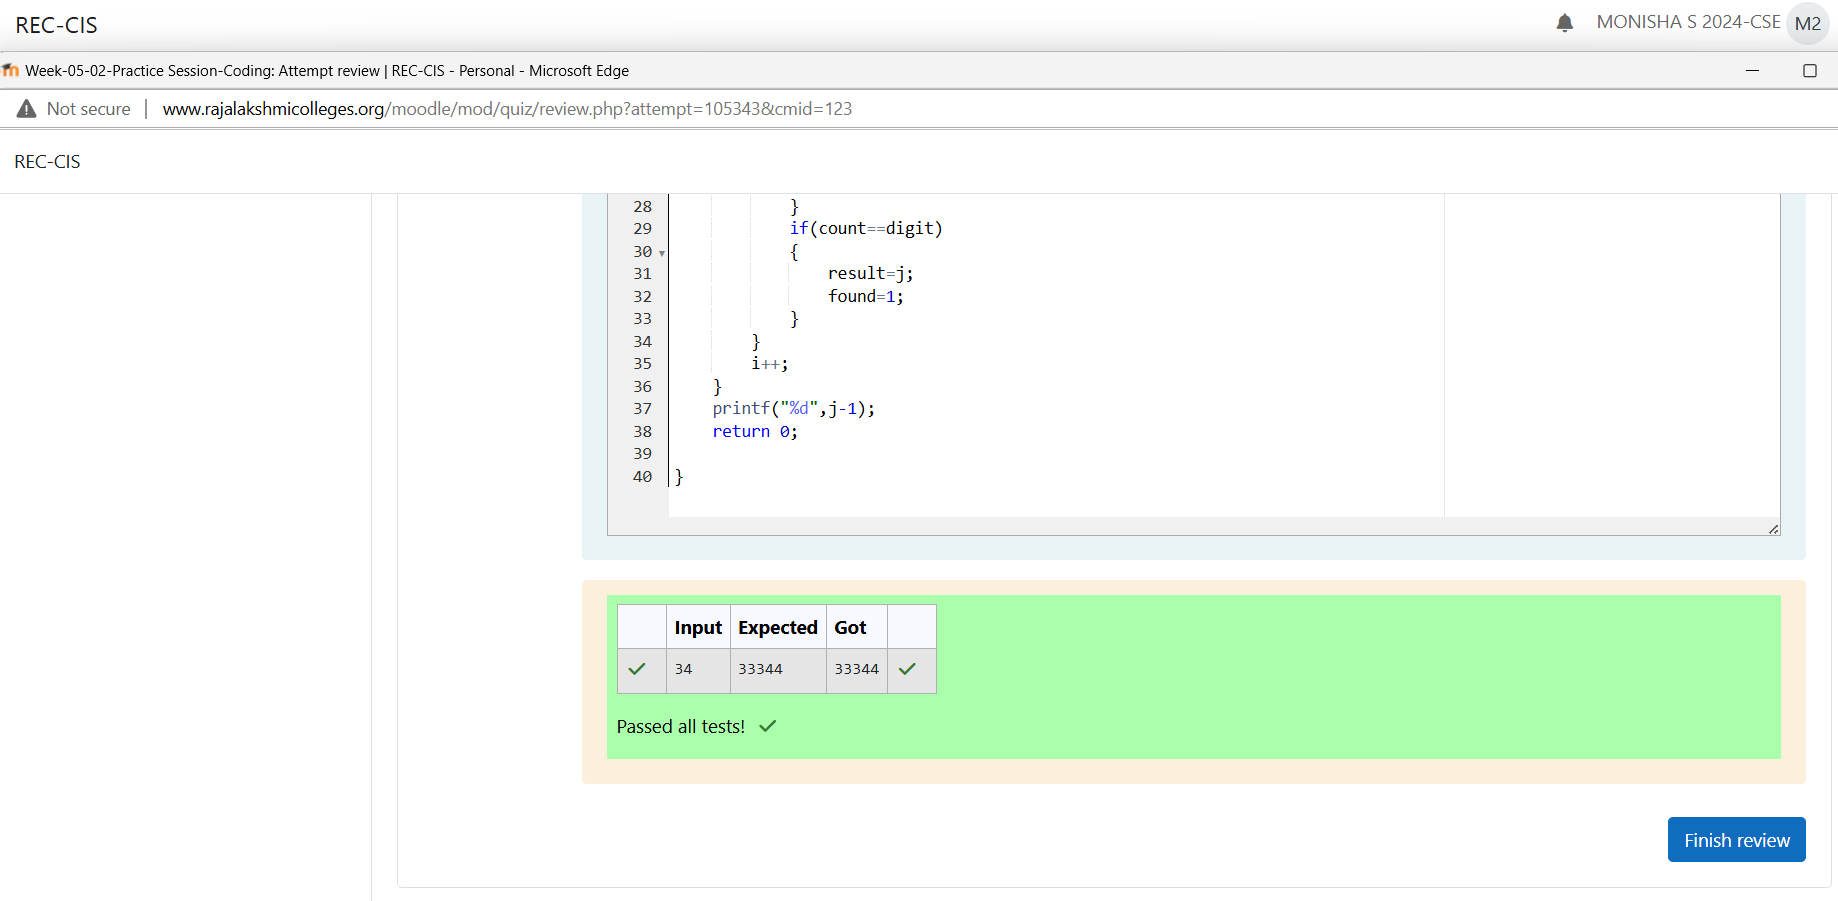 REC-CIS
MONISHA S 2024-CSE M2
Week-05-02-Practice Session-Coding: Attempt review | REC-CIS - Personal - Microsoft Edge
Not secure | www.rajalakshmicolleges.org/moodle/mod/quiz/review.php?attempt=105343&cmid=123
REC-CIS
28 }
29 if(count==digit)
30 {
31 result=j;
32 found=1;
33 }
34 }
35 i++;
36 }
37 printf("%d",j-1);
38 return 0;
39
40 }
Input Expected Got
34 33344 33344
Passed all tests!
Finish review